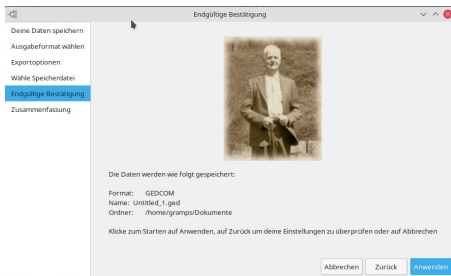 Endgültige Bestätigung
Deine Daten speichern
Ausgabeformat wählen
Exportoptionen
Wähle Speicherdatei
Endgültige Bestätigung
Zusammenfassung
Die Daten werden wie folgt gespeichert:
Format: GEDCOM
Name: Untitled_1.ged
Ordner: /home/gramps/Dokumente
Klicke zum Starten auf Anwenden, auf Zurück um deine Einstellungen zu überprüfen oder auf Abbrechen
Abbrechen Zurück Anwenden